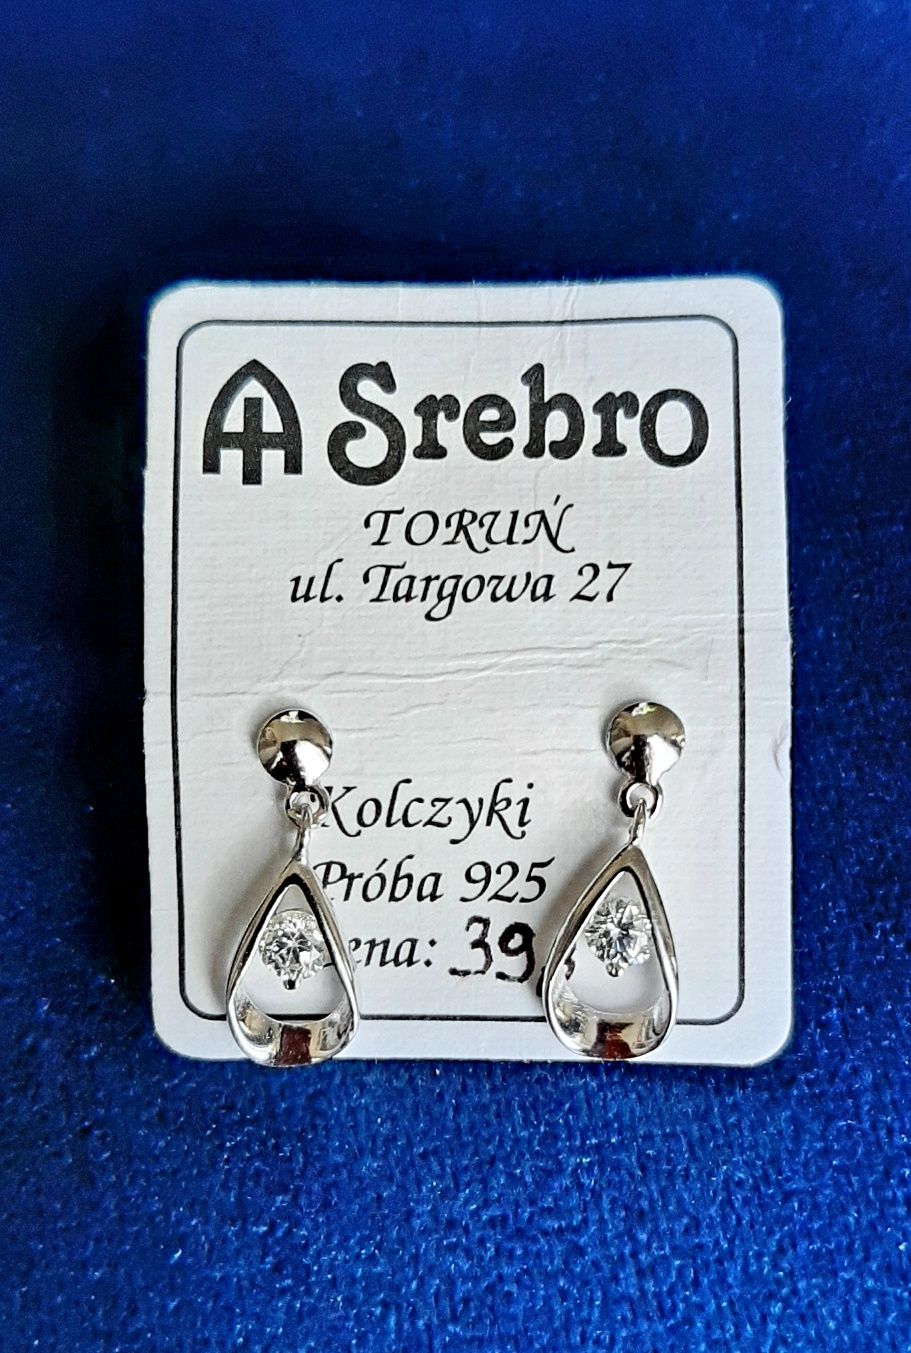 Srebro
TORUŃ
ul. Targowa 27
Kolczyki
Próba 925
39